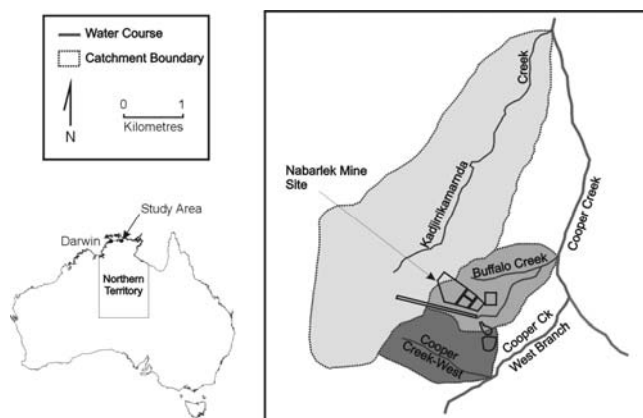 Water Course
Catchment Boundary
0 1
Kilometres
N
Study Area
Darwin
Northern
Territory
Creek
Kadjirrikamarnda
Nabarlek Mine
Site
Cooper Creek
Buffalo Creek
Cooper
Creek-West
Cooper Ck
West Branch